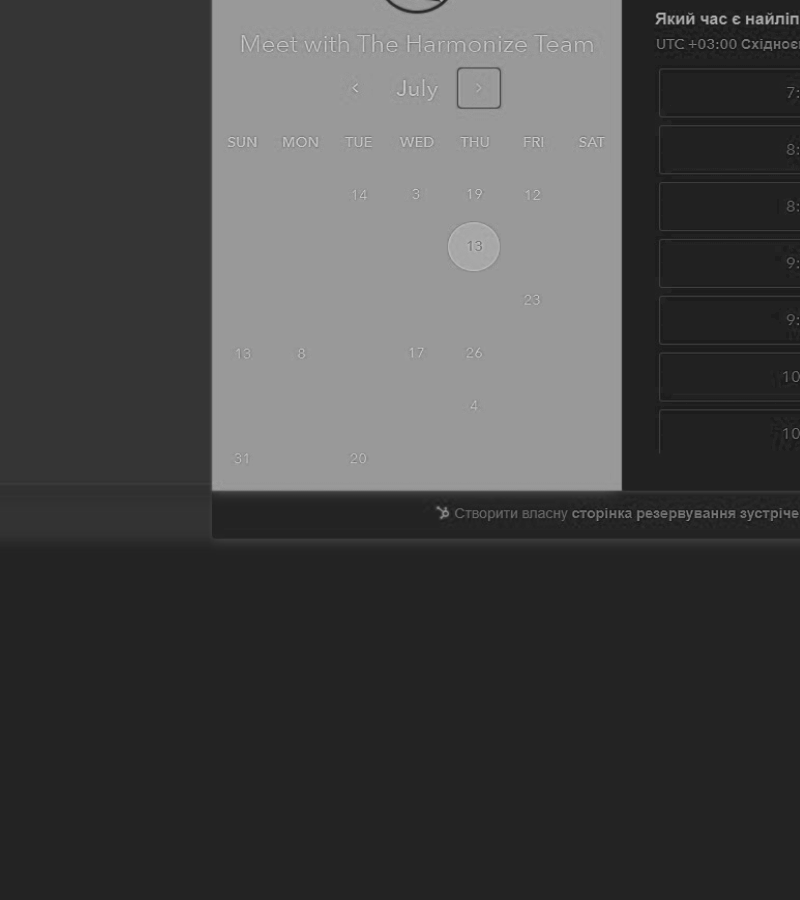 Meet with The Harmonize Team
July
SUN MON TUE WED THU FRI SAT
14 3 19 12
13
23
13 8 17 26
4
31 20
Який час є найліп
UTC +03:00 Східноє
7:
8:
8:
9:
9:
10
10
Створити власну сторінка резервування зустріче